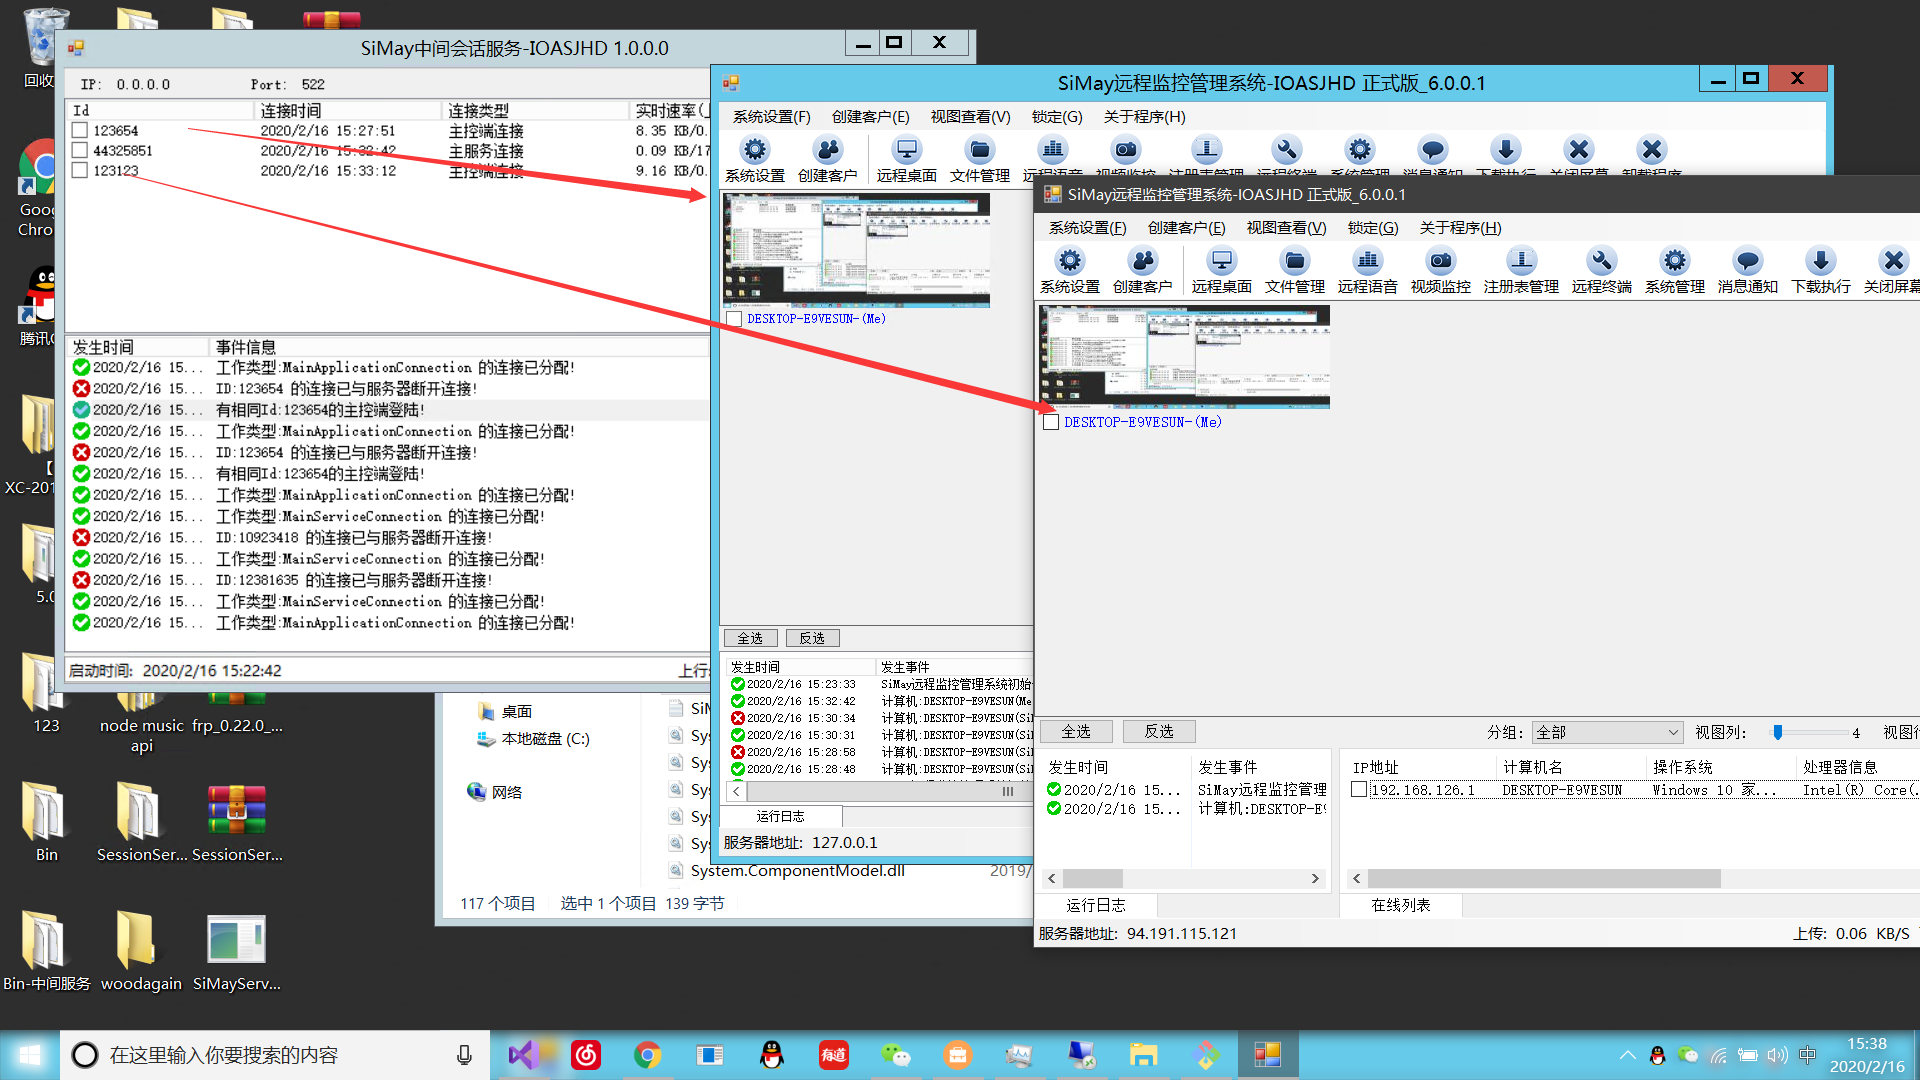 回收
Goo
Chro
腾讯
XC-201
5.0
123
node music api
frp_0.22.0_...
Bin
SessionSer...
SessionSer...
Bin-中间服务
woodagain
SiMayServ...
SiMay中间会话服务-IOASJHD 1.0.0.0
IP: 0.0.0.0 Port: 522
Id 连接时间 连接类型 实时速率(
123654 2020/2/16 15:27:51 主控端连接 8.35 KB/0.
44325851 2020/2/16 15:32:42 主服务连接 0.09 KB/17
123123 2020/2/16 15:33:12 主控端连接 9.16 KB/0.
发生时间 事件信息
2020/2/16 15... 工作类型:MainApplicationConnection 的连接已分配!
2020/2/16 15... ID:123654 的连接已与服务器断开连接!
2020/2/16 15... 有相同Id:123654的主控端登陆!
2020/2/16 15... 工作类型:MainApplicationConnection 的连接已分配!
2020/2/16 15... ID:123654 的连接已与服务器断开连接!
2020/2/16 15... 有相同Id:123654的主控端登陆!
2020/2/16 15... 工作类型:MainApplicationConnection 的连接已分配!
2020/2/16 15... 工作类型:MainServiceConnection 的连接已分配!
2020/2/16 15... ID:10923418 的连接已与服务器断开连接!
2020/2/16 15... 工作类型:MainServiceConnection 的连接已分配!
2020/2/16 15... ID:12381635 的连接已与服务器断开连接!
2020/2/16 15... 工作类型:MainServiceConnection 的连接已分配!
2020/2/16 15... 工作类型:MainApplicationConnection 的连接已分配!
启动时间: 2020/2/16 15:22:42 上行:
桌面
本地磁盘 (C:)
网络
SiM
Sys
Sys
Sys
Sys
Sys
System.ComponentModel.dll 2019/
117 个项目 选中 1 个项目 139 字节
SiMay远程监控管理系统-IOASJHD 正式版_6.0.0.1
系统设置(F) 创建客户(E) 视图查看(V) 锁定(G) 关于程序(H)
系统设置 创建客户 远程桌面 文件管理 远程语音 视频监控 注册表管理 远程终端 系统管理 消息通知 下载执行 关闭屏幕 卸载程序
DESKTOP-E9VESUN-(Me)
全选 反选
发生时间 发生事件
2020/2/16 15:23:33 SiMay远程监控管理系统初始
2020/2/16 15:32:42 计算机:DESKTOP-E9VESUN(Me
2020/2/16 15:30:34 计算机:DESKTOP-E9VESUN(Si
2020/2/16 15:30:31 计算机:DESKTOP-E9VESUN(Si
2020/2/16 15:28:58 计算机:DESKTOP-E9VESUN(Si
2020/2/16 15:28:48 计算机:DESKTOP-E9VESUN(Si
运行日志
服务器地址: 127.0.0.1
SiMay远程监控管理系统-IOASJHD 正式版_6.0.0.1
系统设置(F) 创建客户(E) 视图查看(V) 锁定(G) 关于程序(H)
系统设置 创建客户 远程桌面 文件管理 远程语音 视频监控 注册表管理 远程终端 系统管理 消息通知 下载执行 关闭屏幕
DESKTOP-E9VESUN-(Me)
全选 反选 分组: 全部 视图列: 4 视图行
发生时间 发生事件
2020/2/16 15... SiMay远程监控管理
2020/2/16 15... 计算机:DESKTOP-E9
IP地址 计算机名 操作系统 处理器信息
192.168.126.1 DESKTOP-E9VESUN Windows 10 家... Intel(R) Core(.
运行日志
在线列表
服务器地址: 94.191.115.121 上传: 0.06 KB/S
在这里输入你要搜索的内容
有道
中
15:38
2020/2/16